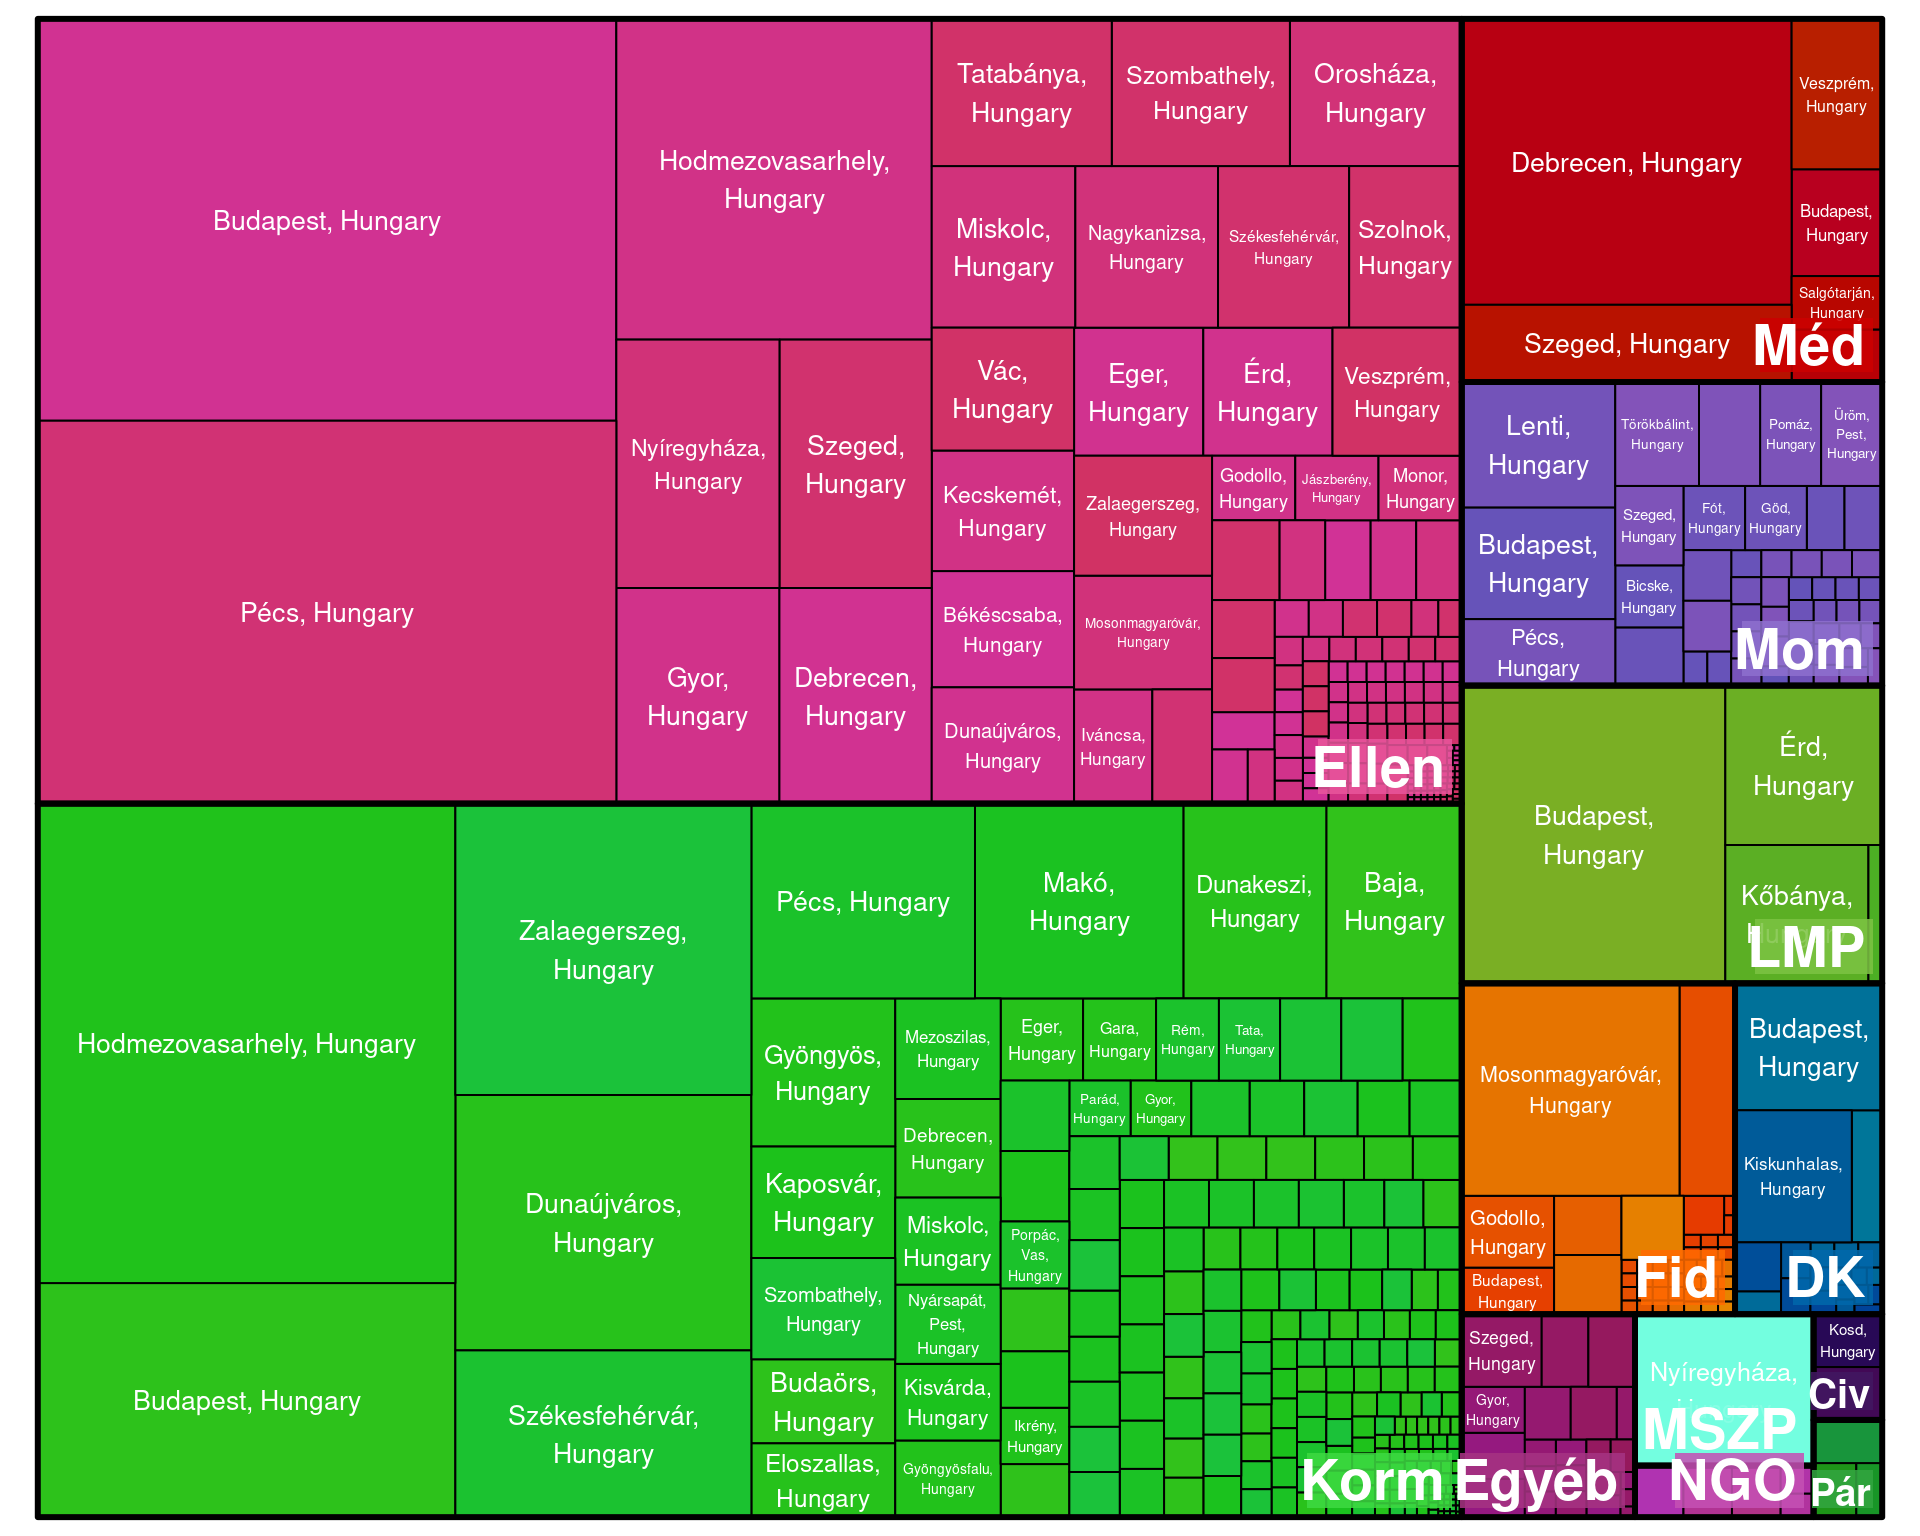 Budapest, Hungary
Pécs, Hungary
Hodmezovasarhely,
Hungary
Nyíregyháza,
Hungary
Szeged,
Hungary
Gyor,
Hungary
Debrecen,
Hungary
Tatabánya,
Hungary
Szombathely,
Hungary
Orosháza,
Hungary
Miskolc,
Hungary
Nagykanizsa,
Hungary
Székesfehérvár,
Hungary
Szolnok,
Hungary
Vác,
Hungary
Eger,
Hungary
Érd,
Hungary
Veszprém,
Hungary
Kecskemét,
Hungary
Zalaegerszeg,
Hungary
Godollo,
Hungary
Jászberény,
Hungary
Monor,
Hungary
Békéscsaba,
Hungary
Mosonmagyaróvár,
Hungary
Dunaújváros,
Hungary
Iváncsa,
Hungary
Ellen
Debrecen, Hungary
Veszprém,
Hungary
Budapest,
Hungary
Salgótarján,
Hungary
Szeged, Hungary
Méd
Lenti,
Hungary
Törökbálint,
Hungary
Pomáz,
Hungary
Üröm,
Pest,
Hungary
Budapest,
Hungary
Szeged,
Hungary
Fót,
Hungary
Göd,
Hungary
Bicske,
Hungary
Pécs,
Hungary
Mom
Budapest,
Hungary
Érd,
Hungary
Kőbánya,
LMP
Hodmezovasarhely, Hungary
Budapest, Hungary
Zalaegerszeg,
Hungary
Dunaújváros,
Hungary
Székesfehérvár,
Hungary
Pécs, Hungary
Makó,
Hungary
Dunakeszi,
Hungary
Baja,
Hungary
Gyöngyös,
Hungary
Mezoszilas,
Hungary
Eger,
Hungary
Gara,
Hungary
Rém,
Hungary
Tata,
Hungary
Debrecen,
Hungary
Parád,
Hungary
Gyor,
Hungary
Kaposvár,
Hungary
Miskolc,
Hungary
Porpác,
Vas,
Hungary
Szombathely,
Hungary
Nyársapát,
Pest,
Hungary
Budaörs,
Hungary
Kisvárda,
Hungary
Ikrény,
Hungary
Eloszallas,
Hungary
Gyöngyösfalu,
Hungary
Korm
Mosonmagyaróvár,
Hungary
Godollo,
Hungary
Budapest,
Hungary
Fid
Budapest,
Hungary
Kiskunhalas,
Hungary
DK
Szeged,
Hungary
Gyor,
Hungary
Egyéb
Nyíregyháza,
MSZP
NGO
Kosd,
Hungary
Civ
Pár